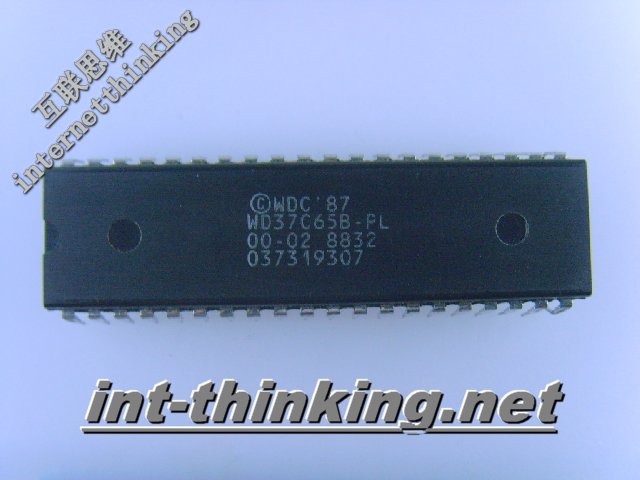 互联思维
internetthinking
©WDC'87
WD37C65B-PL
00-02 8832
037319307
int-thinking.net